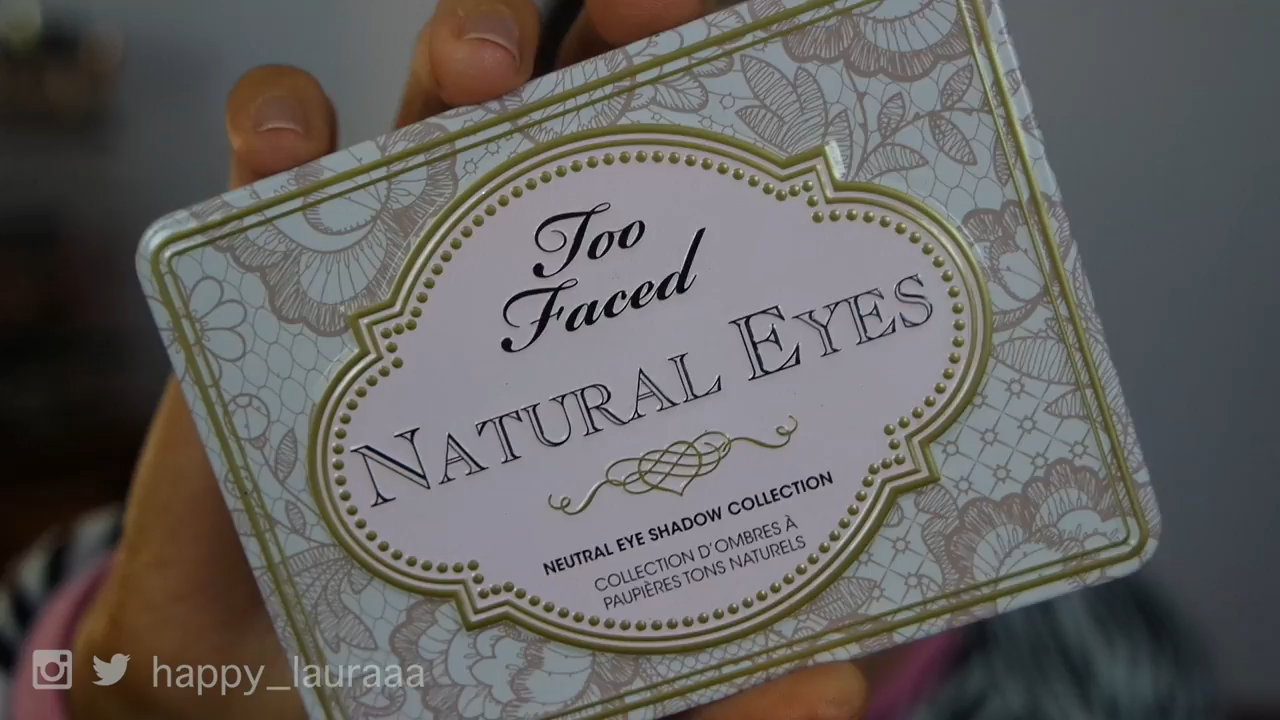 Too
Faced
NATURAL EYES
NEUTRAL EYE SHADOW COLLECTION
COLLECTION D'OMBRES À
PAUPIÈRES TONS NATURELS
happy_lauraaa